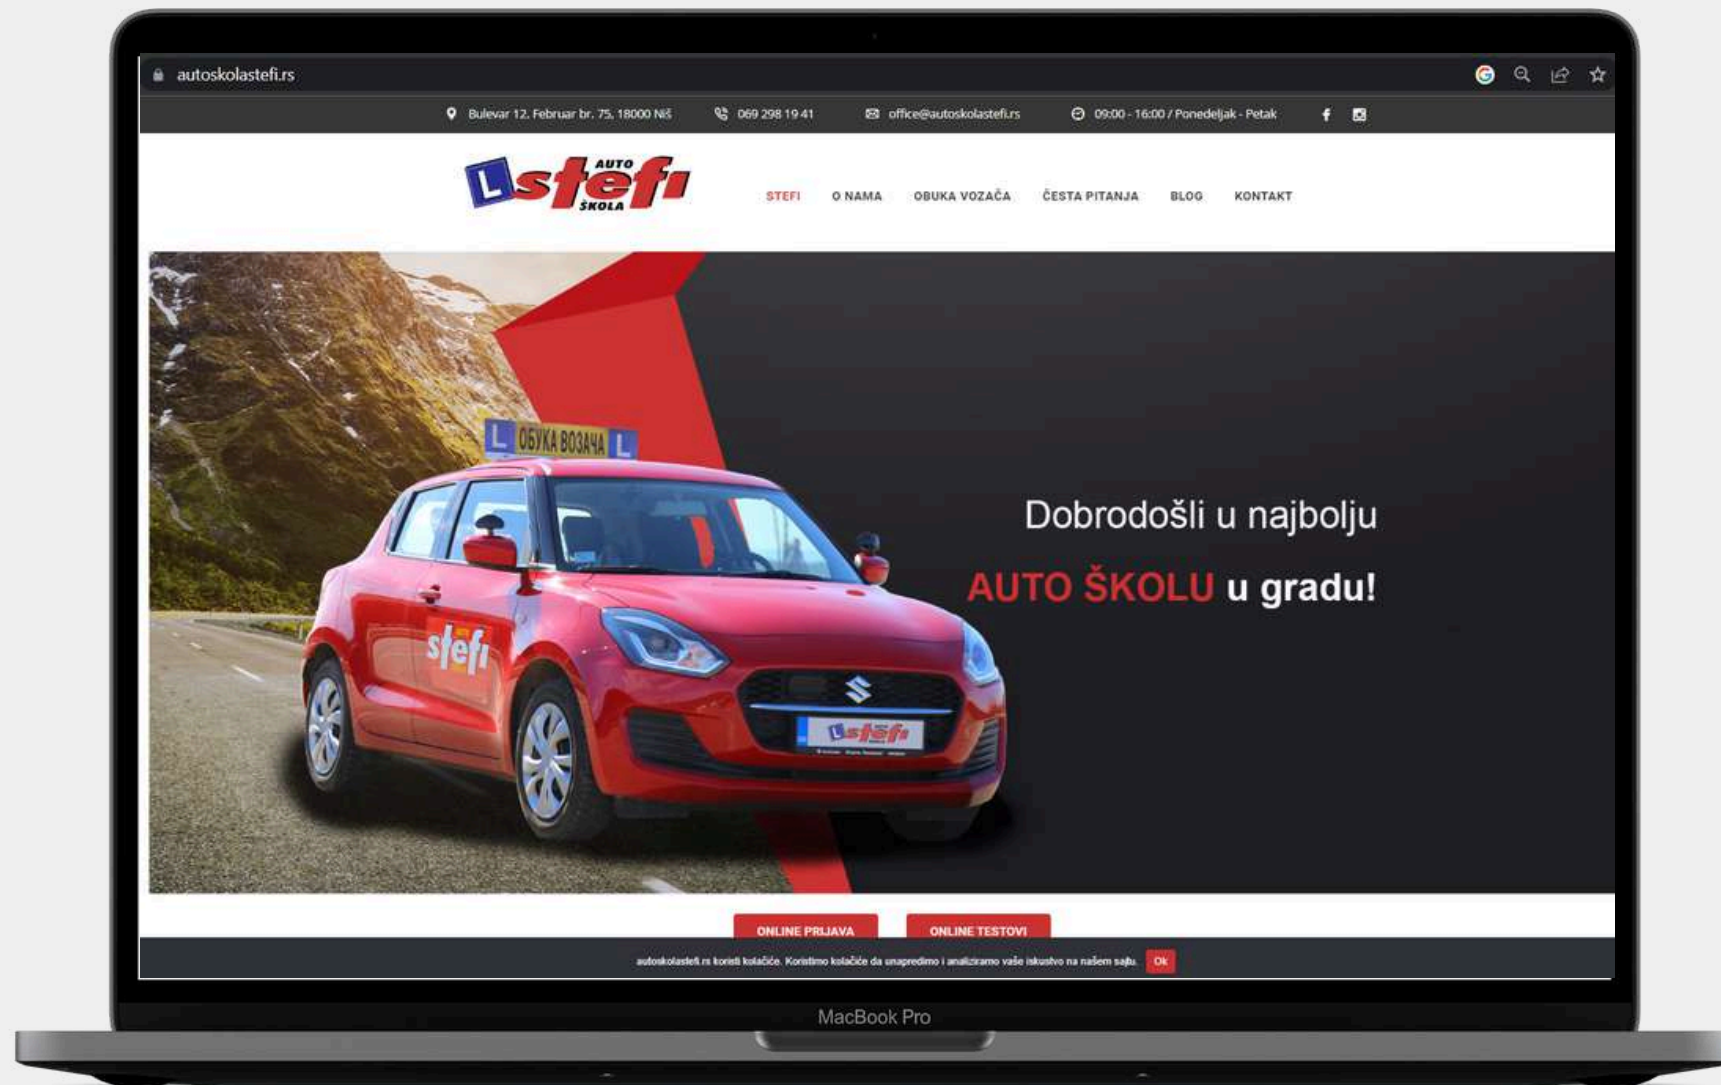 autoskolastefi.rs
Bulevar 12. Februar br. 75, 18000 Niš 069 298 19 41 office@autoskolastefi.rs 09:00 - 16:00 / Ponedeljak - Petak
L stefi AUTO ŠKOLA
STEFI O NAMA OBUKA VOZAČA ČESTA PITANJA BLOG KONTAKT
L ОБУКА ВОЗАЧА L
Dobrodošli u najbolju
AUTO ŠKOLU u gradu!
stefi
L stefi
ONLINE PRIJAVA ONLINE TESTOVI
autoskolastefi.rs koristi kolačiće. Koristimo kolačiće da unapredimo i analiziramo vaše iskustvo na našem sajtu. Ok
MacBook Pro